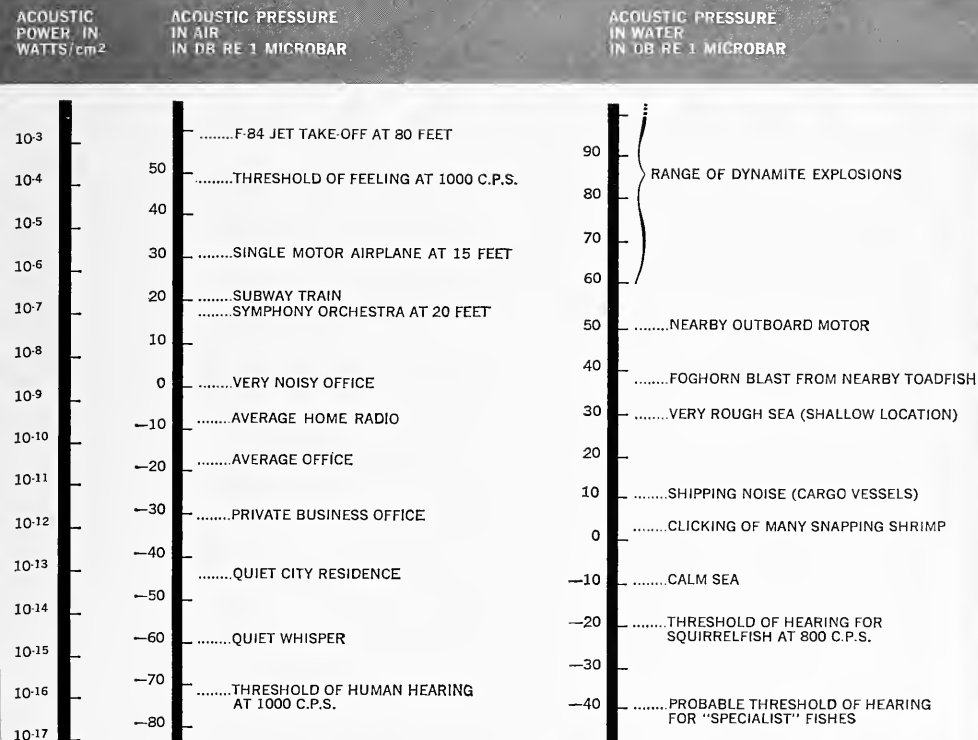 ACOUSTIC
POWER IN
WATTS/cm²
ACOUSTIC PRESSURE
IN AIR
IN DB RE 1 MICROBAR
ACOUSTIC PRESSURE
IN WATER
IN DB RE 1 MICROBAR
10-3
10-4
10-5
10-6
10-7
10-8
10-9
10-10
10-11
10-12
10-13
10-14
10-15
10-16
10-17
........F-84 JET TAKE-OFF AT 80 FEET
50
.........THRESHOLD OF FEELING AT 1000 C.P.S.
40
30 ........SINGLE MOTOR AIRPLANE AT 15 FEET
20 ........SUBWAY TRAIN
........SYMPHONY ORCHESTRA AT 20 FEET
10
0 ........VERY NOISY OFFICE
........AVERAGE HOME RADIO
—10
........AVERAGE OFFICE
—20
—30 ........PRIVATE BUSINESS OFFICE
—40
........QUIET CITY RESIDENCE
—50
—60 ........QUIET WHISPER
—70
........THRESHOLD OF HUMAN HEARING
AT 1000 C.P.S.
—80
90
RANGE OF DYNAMITE EXPLOSIONS
80
70
60
50 ........NEARBY OUTBOARD MOTOR
40
........FOGHORN BLAST FROM NEARBY TOADFISH
30 ........VERY ROUGH SEA (SHALLOW LOCATION)
20
10 ........SHIPPING NOISE (CARGO VESSELS)
........CLICKING OF MANY SNAPPING SHRIMP
0
—10 ........CALM SEA
—20 ........THRESHOLD OF HEARING FOR
SQUIRRELFISH AT 800 C.P.S.
—30
—40 ........PROBABLE THRESHOLD OF HEARING
FOR "SPECIALIST" FISHES